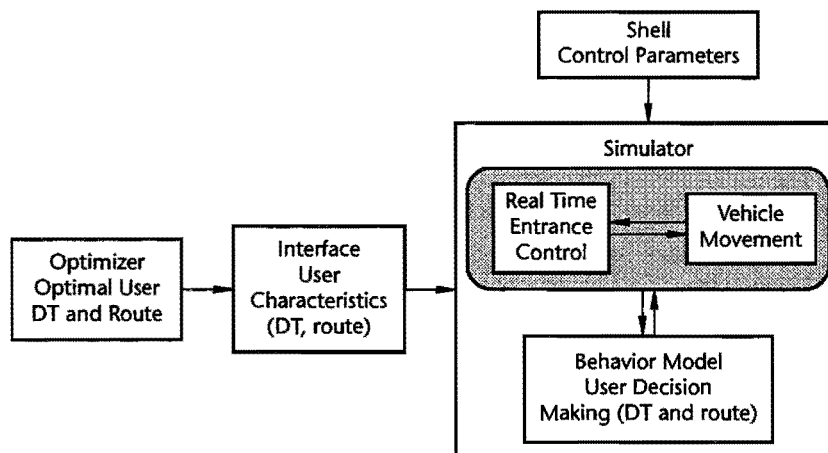 Shell
Control Parameters
Simulator
Real Time
Entrance
Control
Vehicle
Movement
Optimizer
Optimal User
DT and Route
Interface
User
Characteristics
(DT, route)
Behavior Model
User Decision
Making (DT and route)